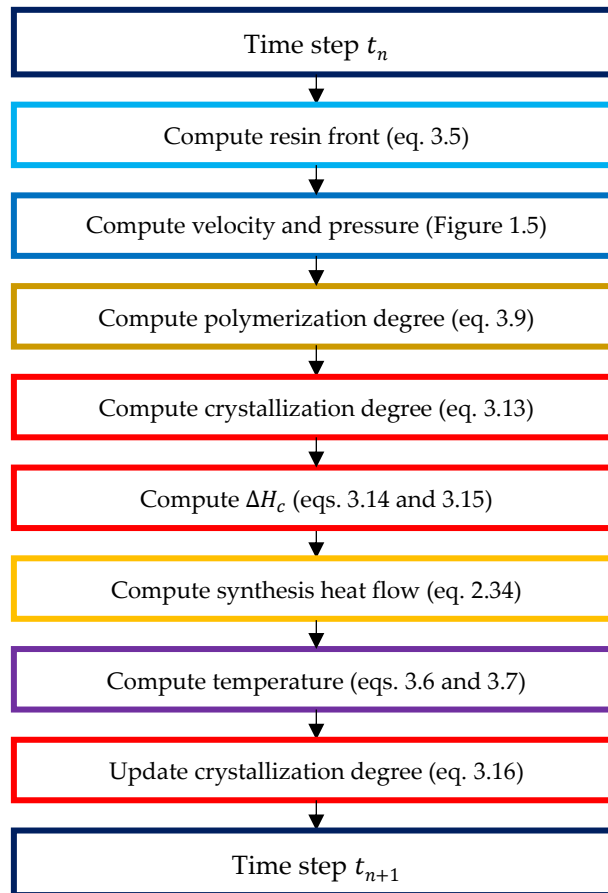 Time step tₙ
Compute resin front (eq. 3.5)
Compute velocity and pressure (Figure 1.5)
Compute polymerization degree (eq. 3.9)
Compute crystallization degree (eq. 3.13)
Compute ΔH_c (eqs. 3.14 and 3.15)
Compute synthesis heat flow (eq. 2.34)
Compute temperature (eqs. 3.6 and 3.7)
Update crystallization degree (eq. 3.16)
Time step tₙ₊₁